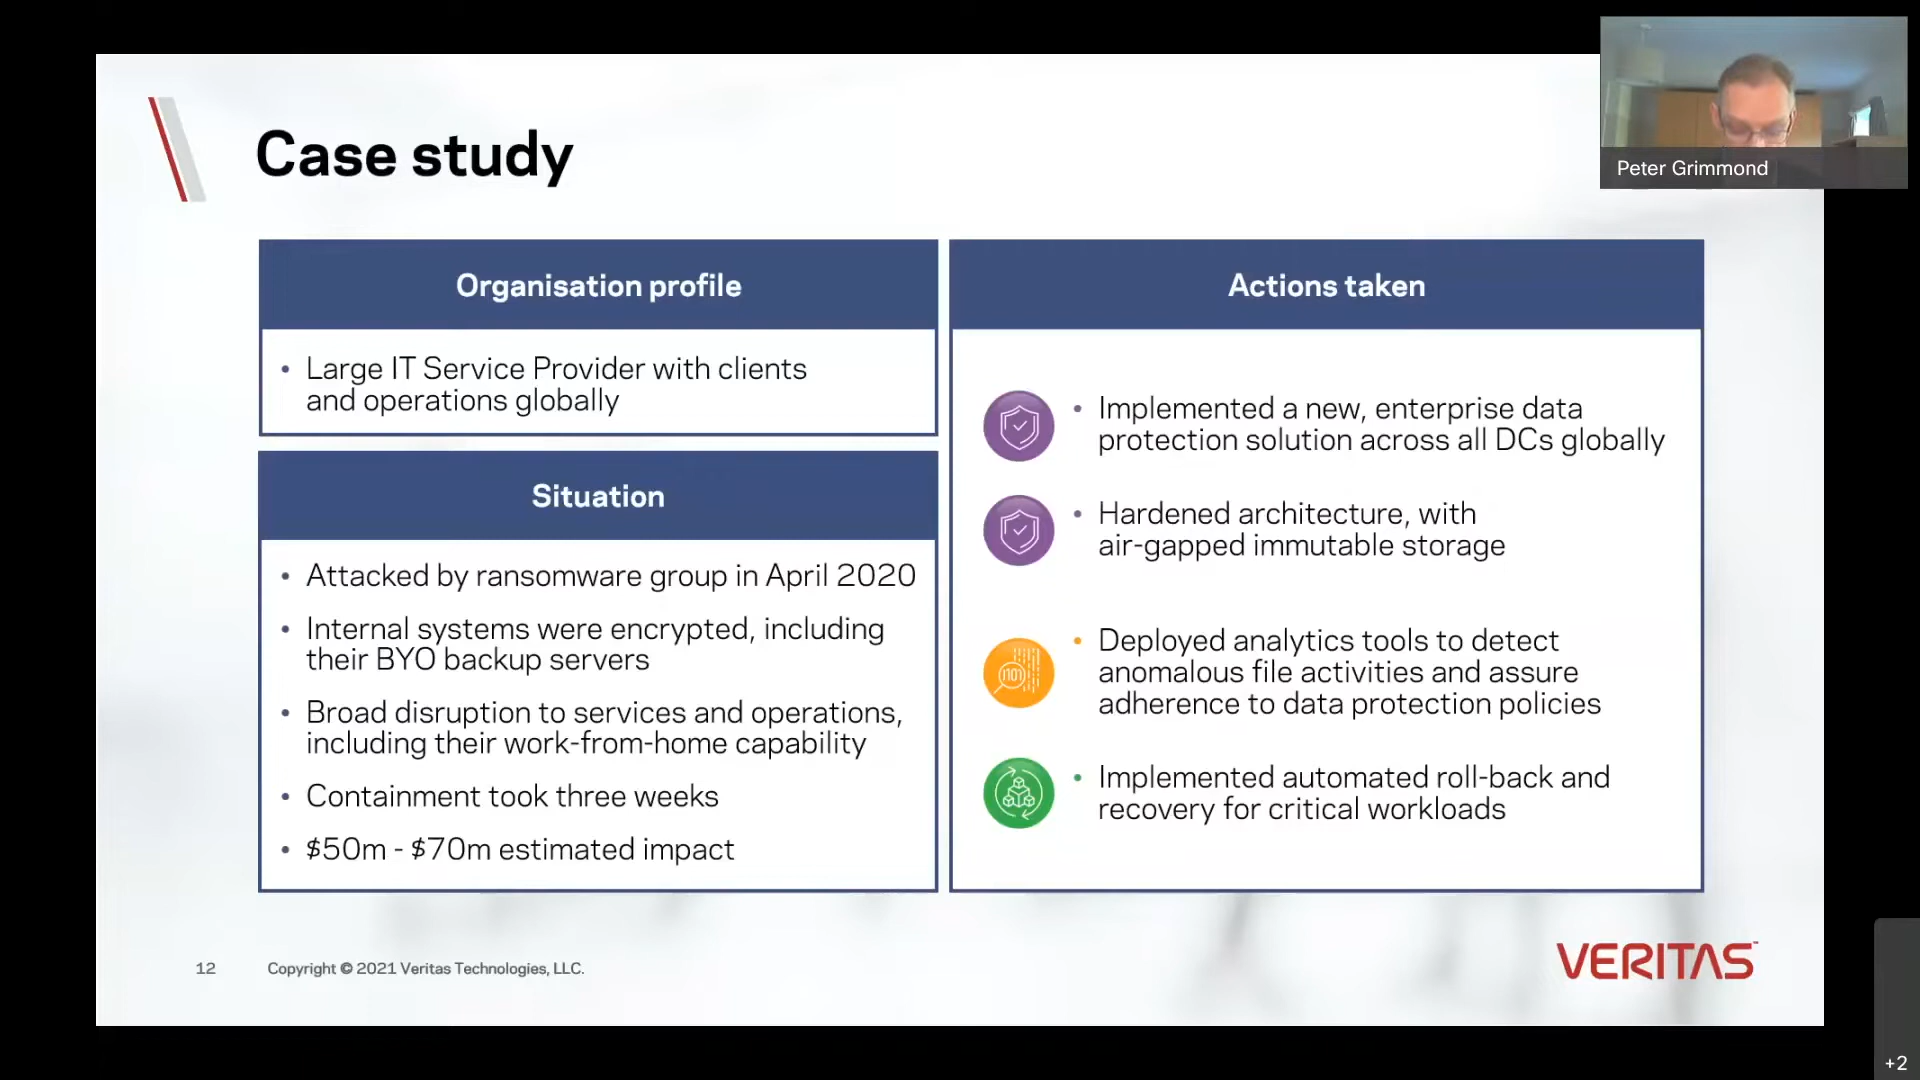 Case study
Peter Grimmond
Organisation profile
• Large IT Service Provider with clients
and operations globally
Situation
• Attacked by ransomware group in April 2020
• Internal systems were encrypted, including
their BYO backup servers
• Broad disruption to services and operations,
including their work-from-home capability
• Containment took three weeks
• $50m - $70m estimated impact
Actions taken
• Implemented a new, enterprise data
protection solution across all DCs globally
• Hardened architecture, with
air-gapped immutable storage
101
• Deployed analytics tools to detect
anomalous file activities and assure
adherence to data protection policies
• Implemented automated roll-back and
recovery for critical workloads
12 Copyright © 2021 Veritas Technologies, LLC.
VERITAS™
+2